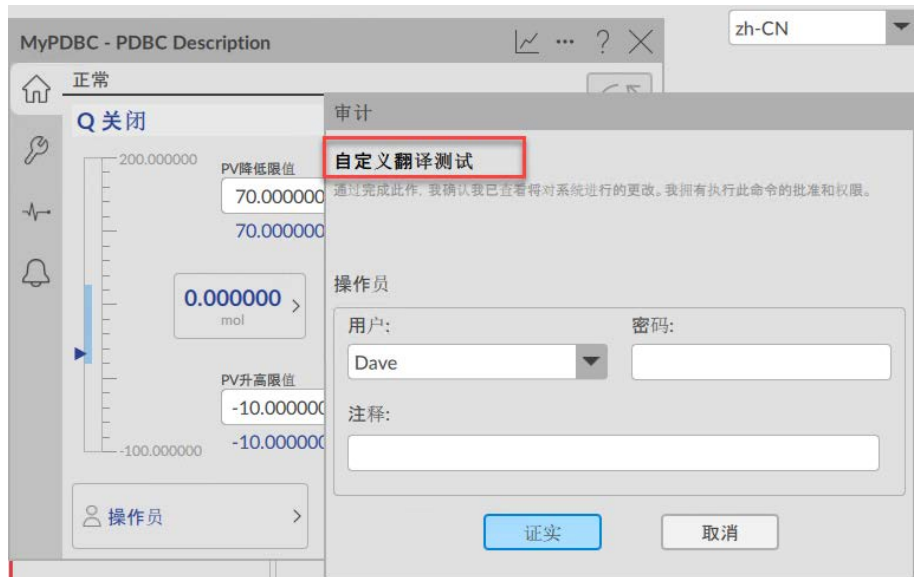 zh-CN
MyPDBC - PDBC Description
正常
Q 关闭
200.000000
PV降低限值
70.000000
70.000000
0.000000
mol
PV升高限值
-10.000000
-10.000000
-100.000000
操作员
审计
自定义翻译测试
通过完成此作, 我确认我已查看将对系统进行的更改。我拥有执行此命令的批准和权限。
操作员
用户:
密码:
Dave
注释:
证实
取消